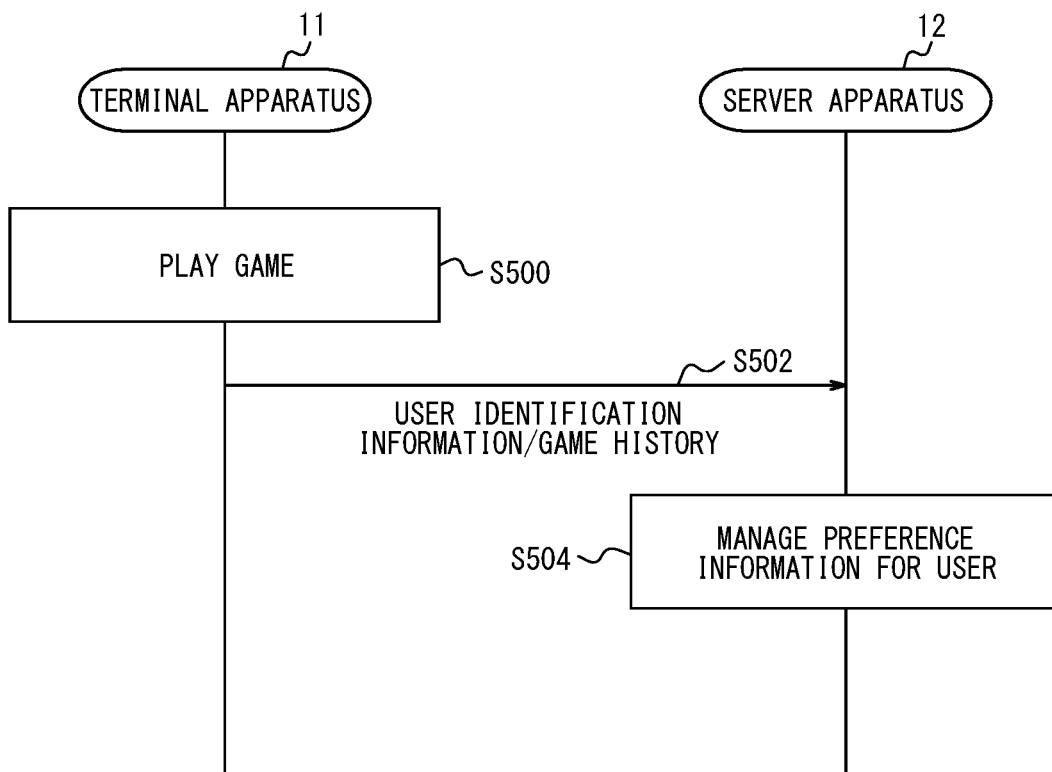 11
12
TERMINAL APPARATUS
SERVER APPARATUS
PLAY GAME
S500
S502
USER IDENTIFICATION
INFORMATION/GAME HISTORY
S504
MANAGE PREFERENCE
INFORMATION FOR USER